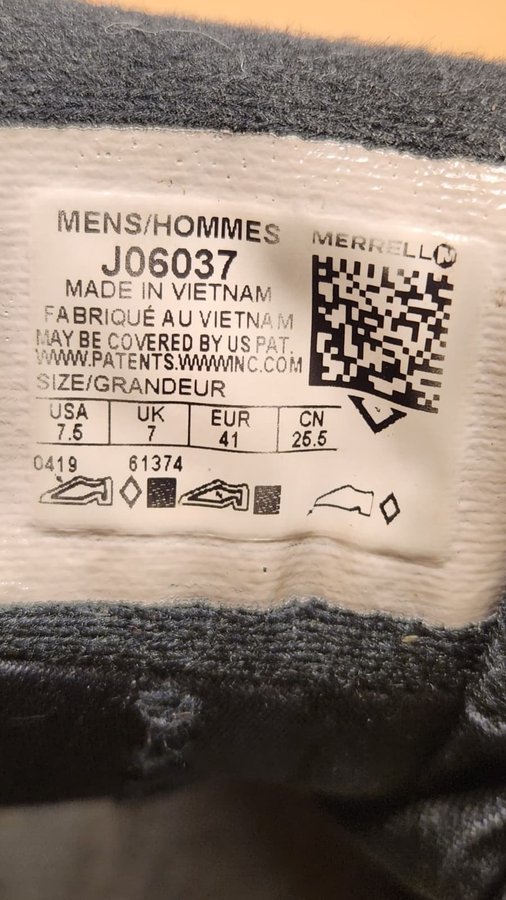 MENS/HOMMES
J06037
MADE IN VIETNAM
FABRIQUÉ AU VIETNAM
MAY BE COVERED BY US PAT.
WWW.PATENTS.WWWINC.COM
SIZE/GRANDEUR
USA UK EUR CN
7.5 7 41 25.5
0419 61374
MERRELL